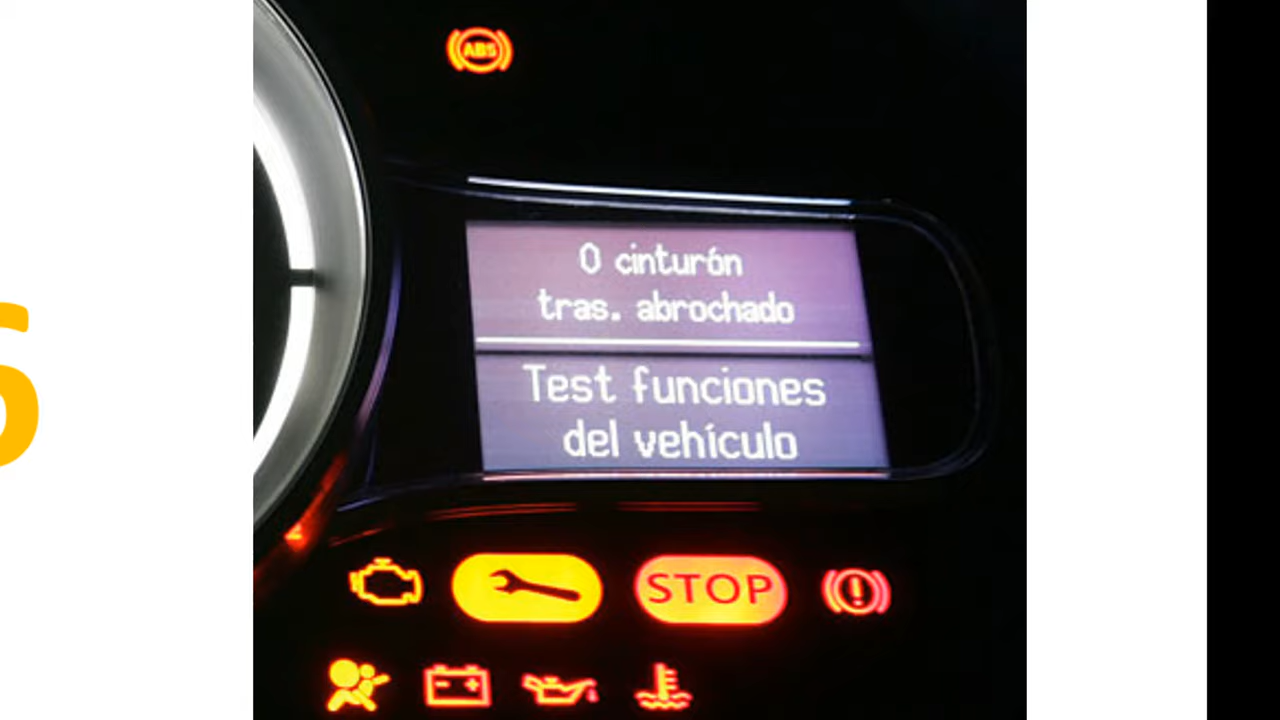 ABS
0 cinturón
tras. abrochado
Test funciones
del vehículo
STOP